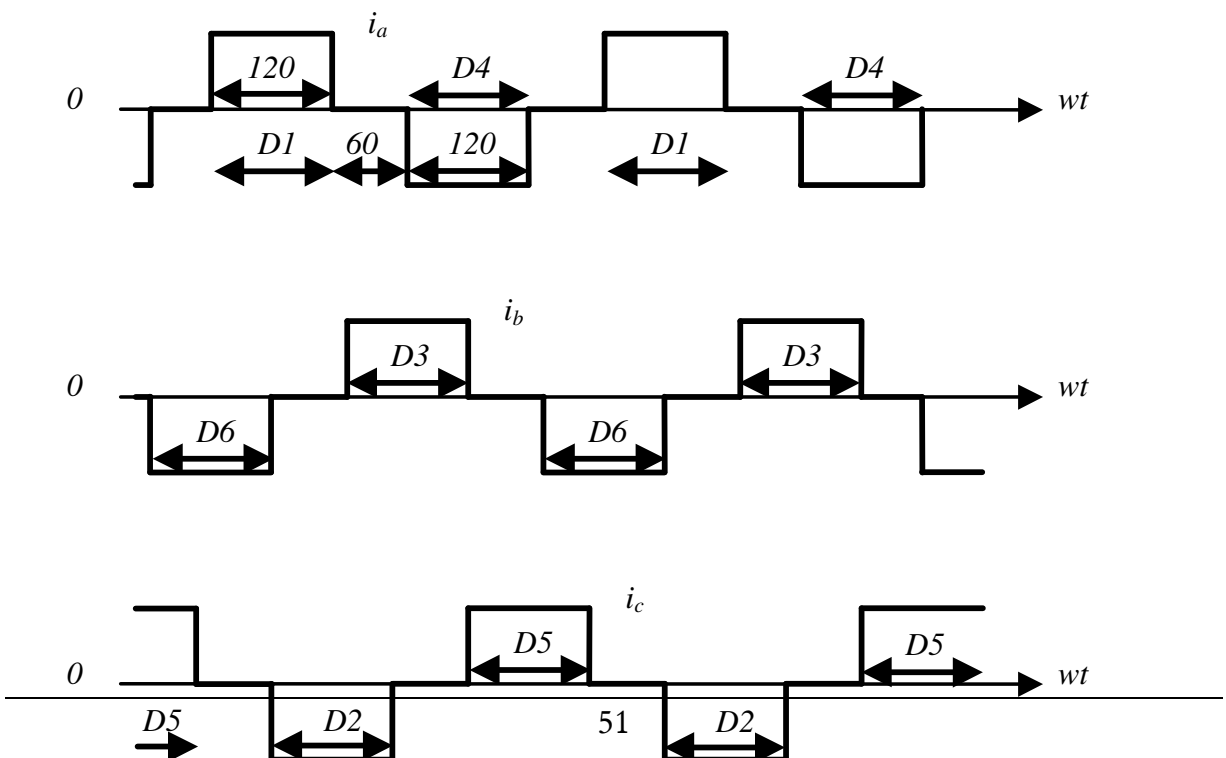 i_a
120 D4 D4
0 wt
D1 60 120 D1
i_b
D3 D3
0 wt
D6 D6
i_c
D5 D5
0 wt
D5 D2 51 D2